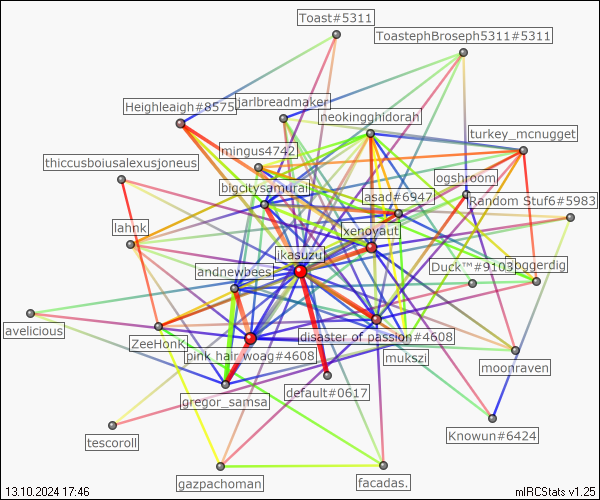 Toast#5311
ToastephBroseph5311#5311
Heighleaigh#8575
jarlbreadmaker
neokingghidorah
turkey_mcnugget
mingus4742
thiccusboiusalexusjoneus
ogshroom
bigcitysamurai
asad#6947
Random Stuf6#5983
lahnk
xenoyaut
ikasuzu
Duck™#9103
andnewbees
avelicious
ZeeHonK
disaster of passion#4608
pink hair woag#4608
mukszi
moonraven
default#0617
gregor_samsa
Knowun#6424
tescoroll
gazpachoman
facadas.
13.10.2024 17:46
mIRCStats v1.25